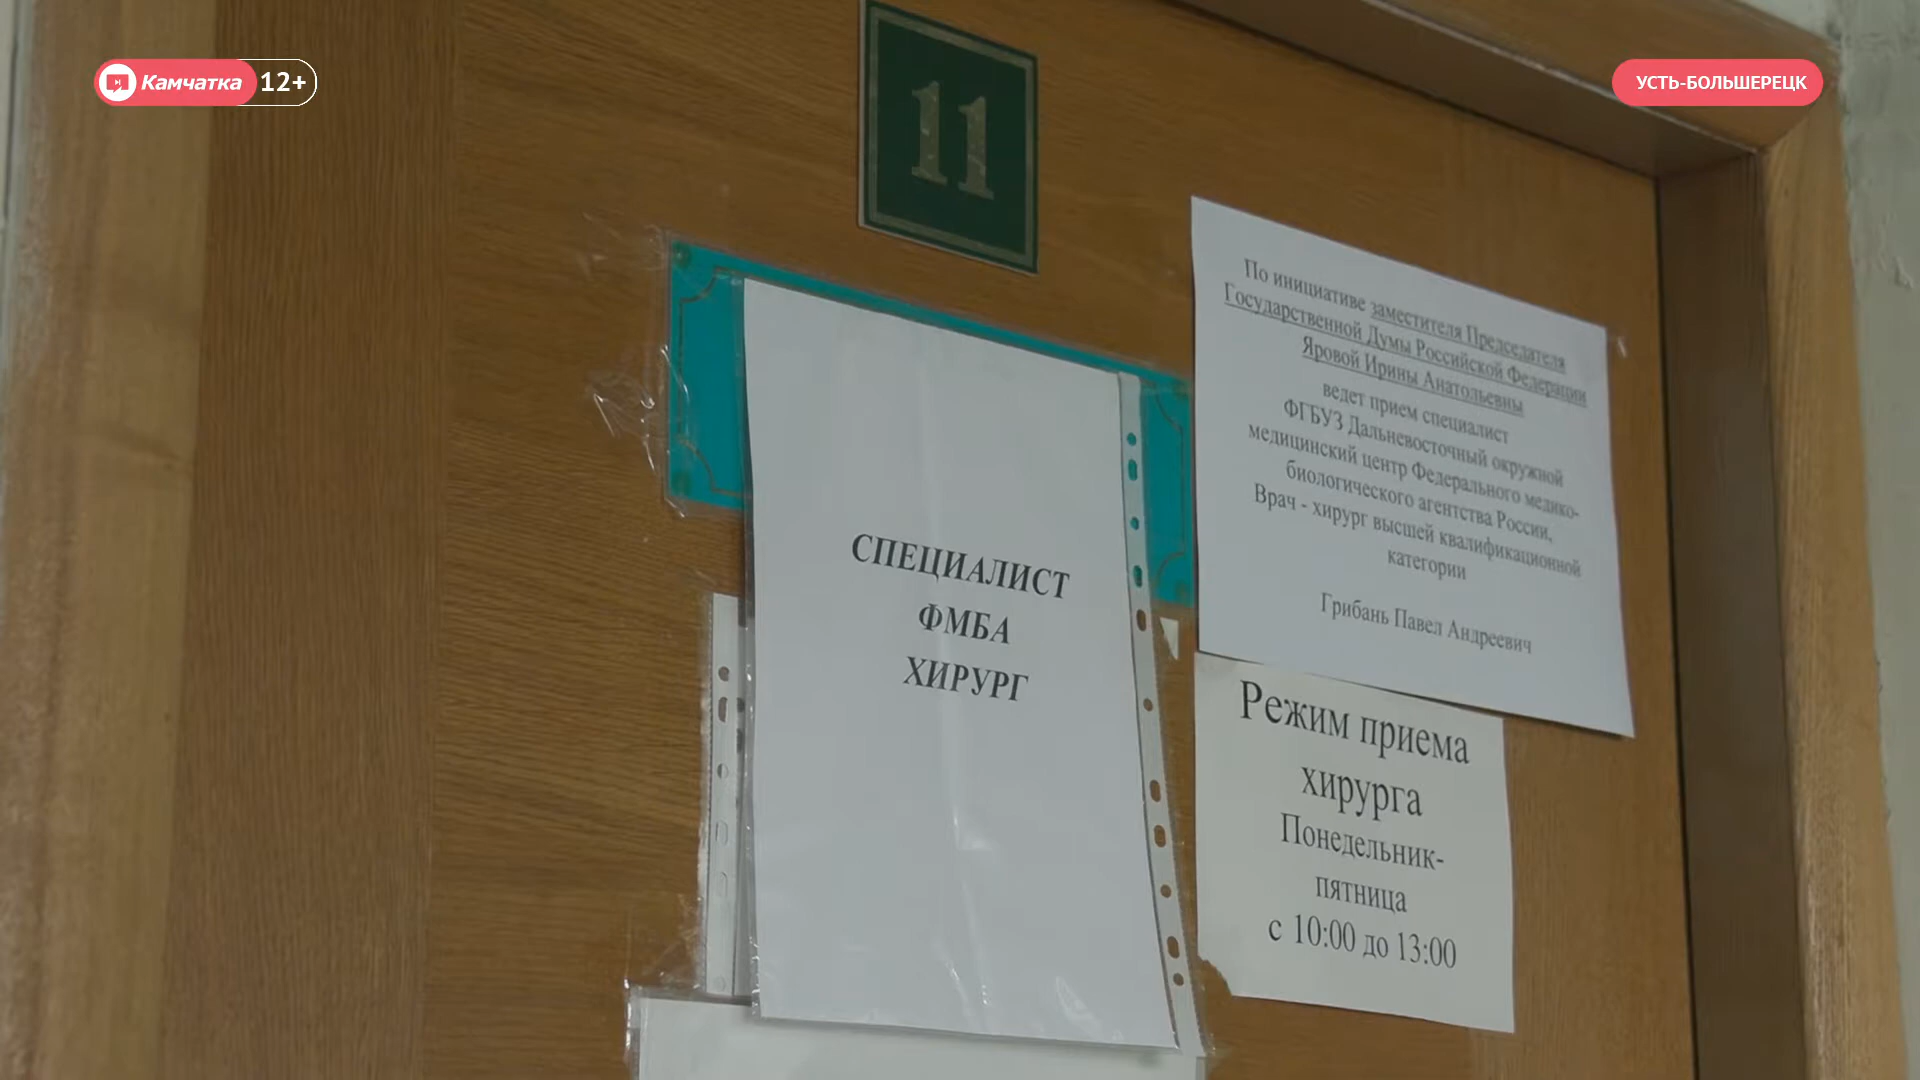 Камчатка 12+
УСТЬ-БОЛЬШЕРЕЦК
11
По инициативе заместителя Председателя
Государственной Думы Российской Федерации
Яровой Ирины Анатольевны
ведет прием специалист
ФГБУЗ Дальневосточный окружной
медицинский центр Федерального медико-
биологического агентства России,
Врач - хирург высшей квалификационной
категории
Грибань Павел Андреевич
СПЕЦИАЛИСТ
ФМБА
ХИРУРГ
Режим приема
хирурга
Понедельник-
пятница
с 10:00 до 13:00